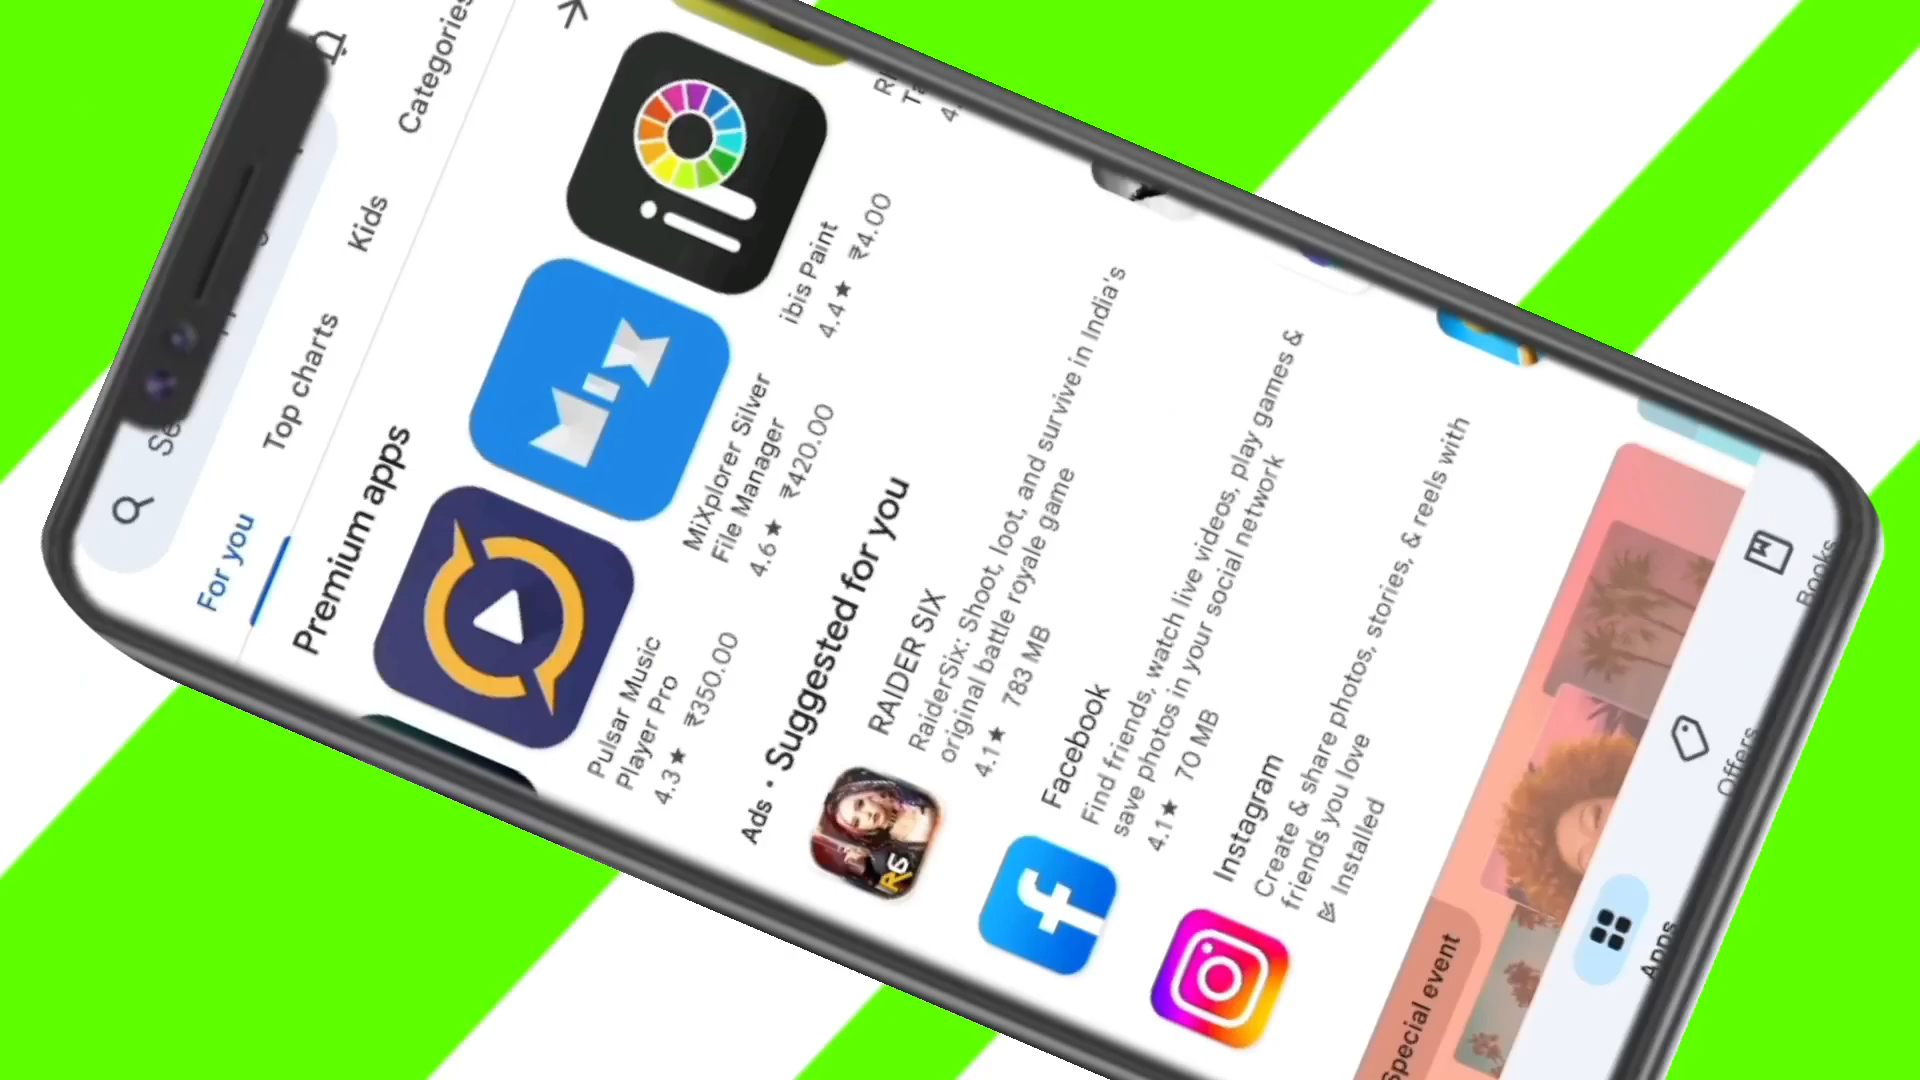 For you
Top charts
Kids
Categories
Premium apps
Pulsar Music
Player Pro
4.3★ ₹350.00
MiX
MiXplorer Silver
File Manager
4.6★ ₹420.00
ip
ibis Paint
4.4★ ₹4.00
Ads • Suggested for you
R6
RAIDER SIX
RaiderSix: Shoot, loot, and survive in India's
original battle royale game
4.1★ 783 MB
Facebook
Find friends, watch live videos, play games &
save photos in your social network
4.1★ 70 MB
Instagram
Create & share photos, stories, & reels with
friends you love
Installed
Special event
Apps
Offers
Books